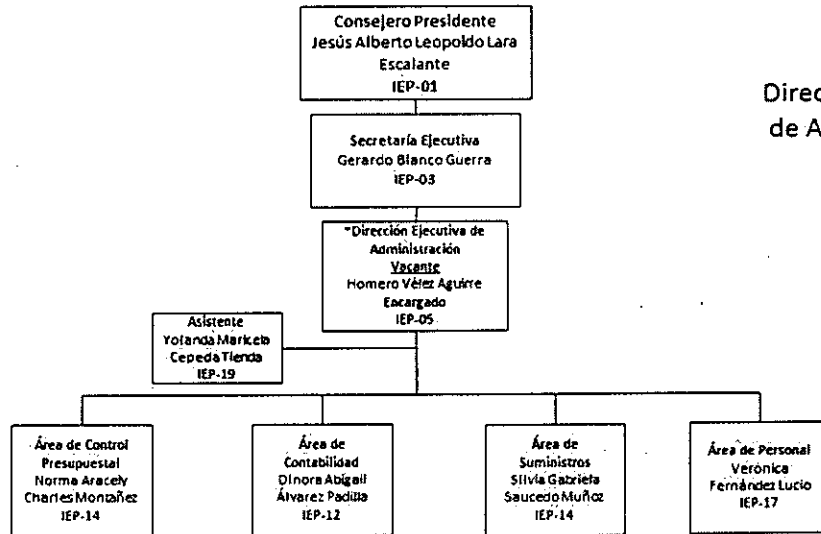 Consejero Presidente
Jesús Alberto Leopoldo Lara
Escalante
IEP-01
Direc
de A
Secretaría Ejecutiva
Gerardo Blanco Guerra
IEP-03
*Dirección Ejecutiva de
Administración
Vacante
Homero Vélez Aguirre
Encargado
IEP-05
Asistente
Yolanda Maricela
Cepeda Tienda
IEP-19
Área de Control
Presupuestal
Norma Aracely
Charles Montañez
IEP-14
Área de
Contabilidad
Dinora Abigail
Álvarez Padilla
IEP-12
Área de
Suministros
Silvia Gabriela
Saucedo Muñoz
IEP-14
Área de Personal
Verónica
Fernández Lucio
IEP-17